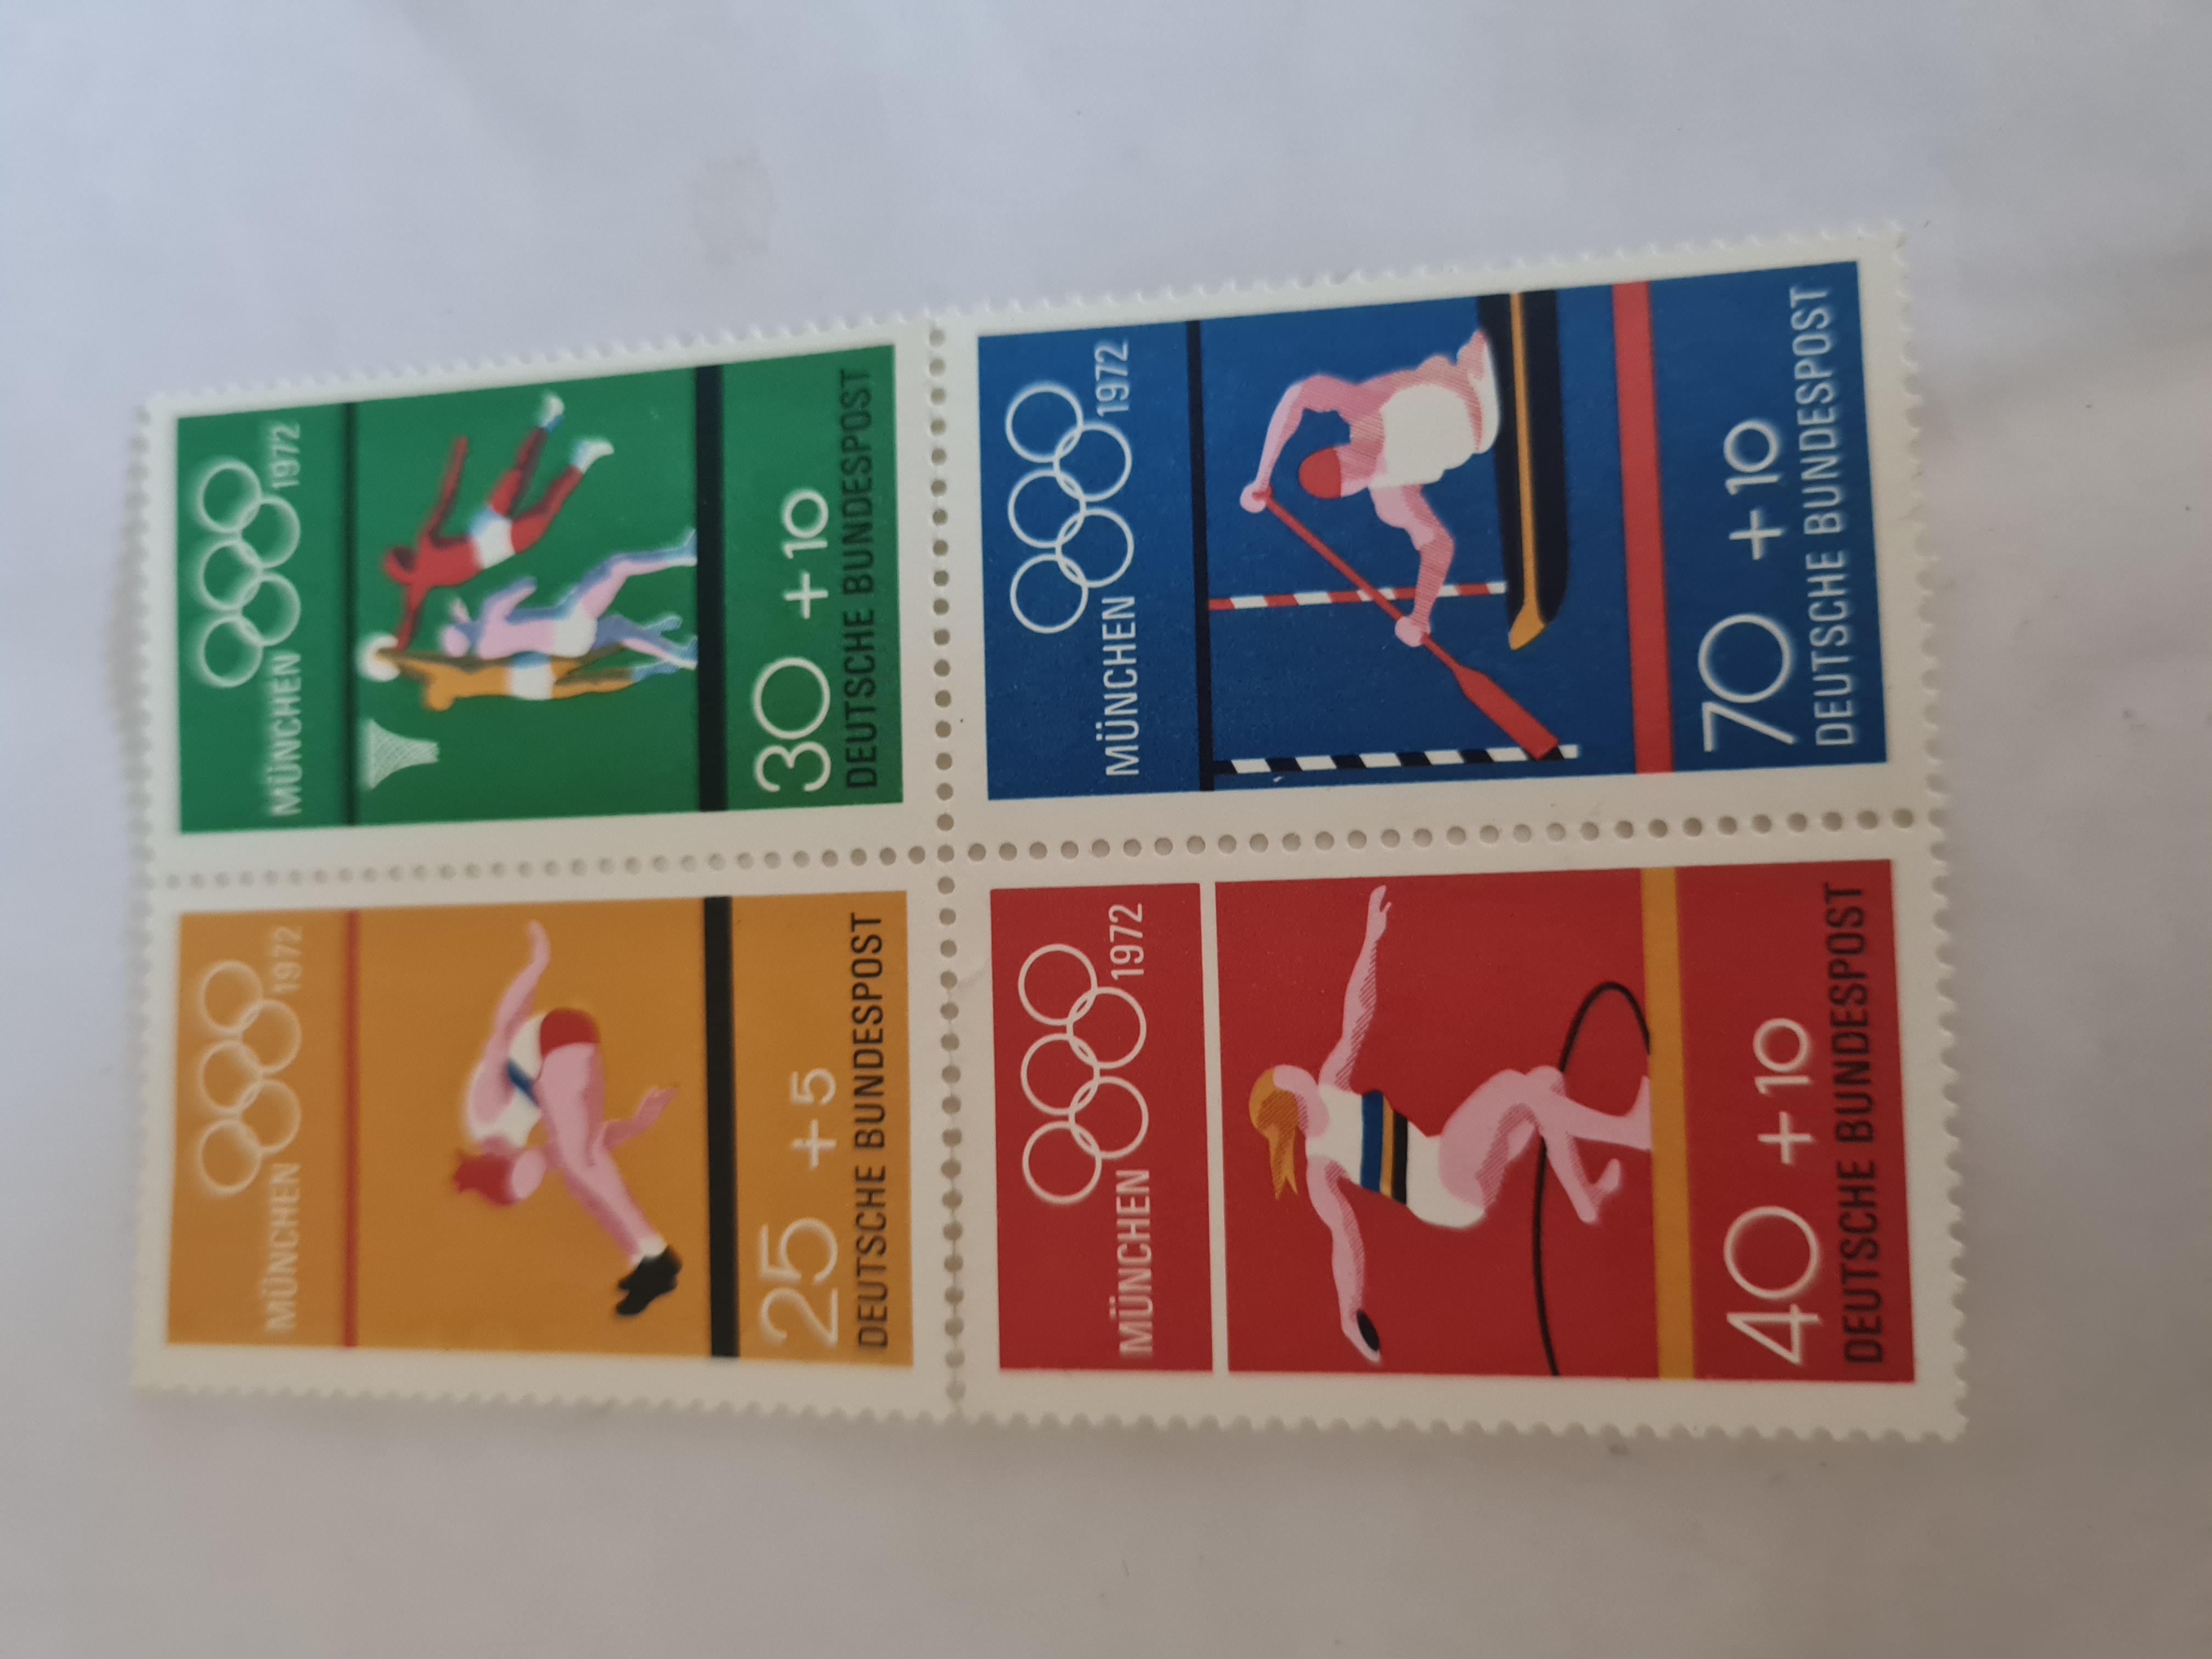 MÜNCHEN 1972
25 + 5
DEUTSCHE BUNDESPOST
MÜNCHEN 1972
30 + 10
DEUTSCHE BUNDESPOST
MÜNCHEN 1972
40 + 10
DEUTSCHE BUNDESPOST
MÜNCHEN 1972
70 + 10
DEUTSCHE BUNDESPOST